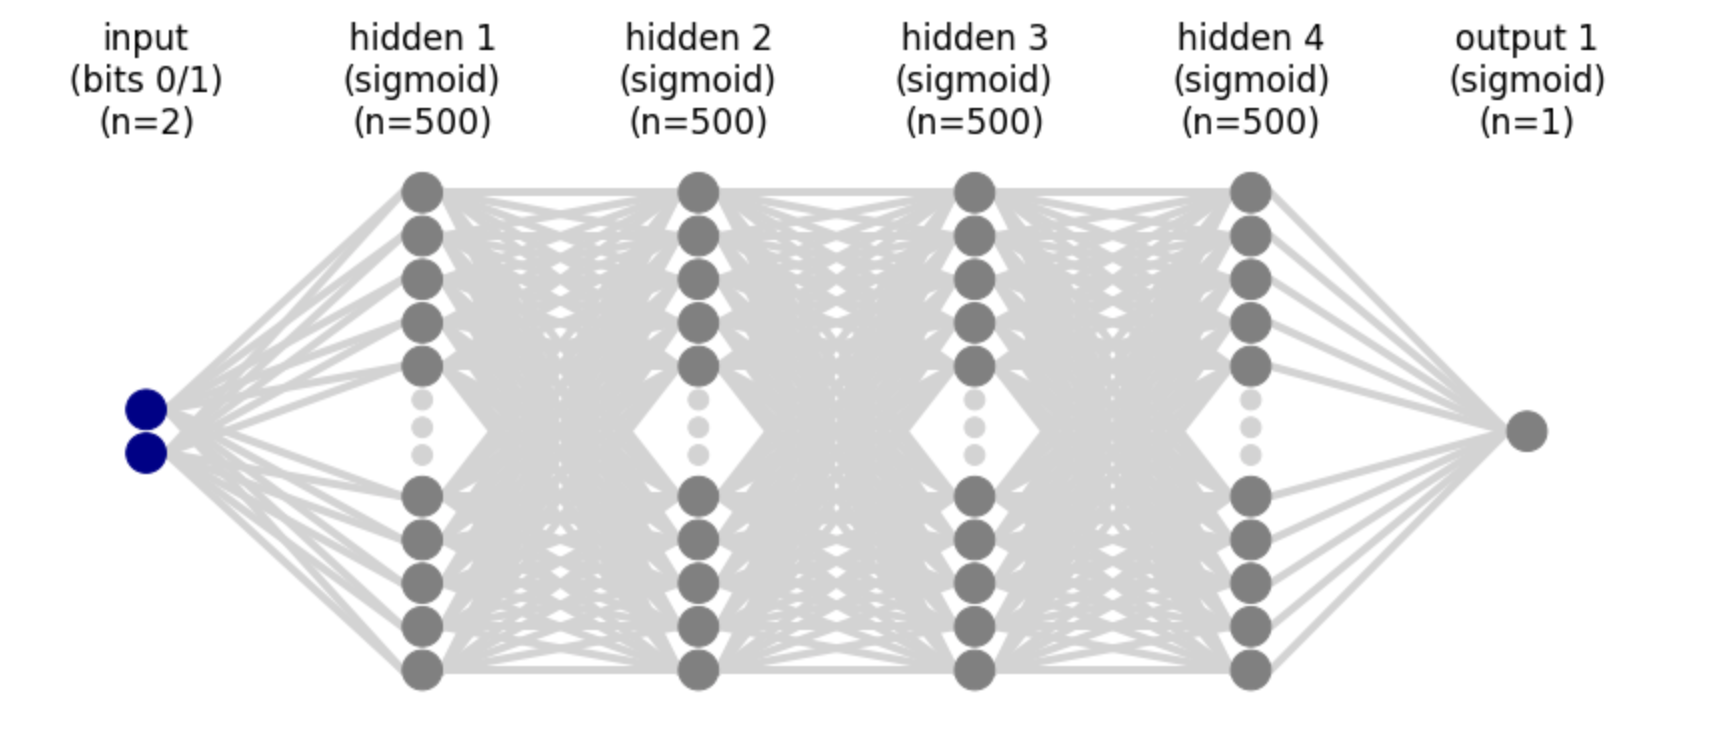 input
(bits 0/1)
(n=2)
hidden 1
(sigmoid)
(n=500)
hidden 2
(sigmoid)
(n=500)
hidden 3
(sigmoid)
(n=500)
hidden 4
(sigmoid)
(n=500)
output 1
(sigmoid)
(n=1)